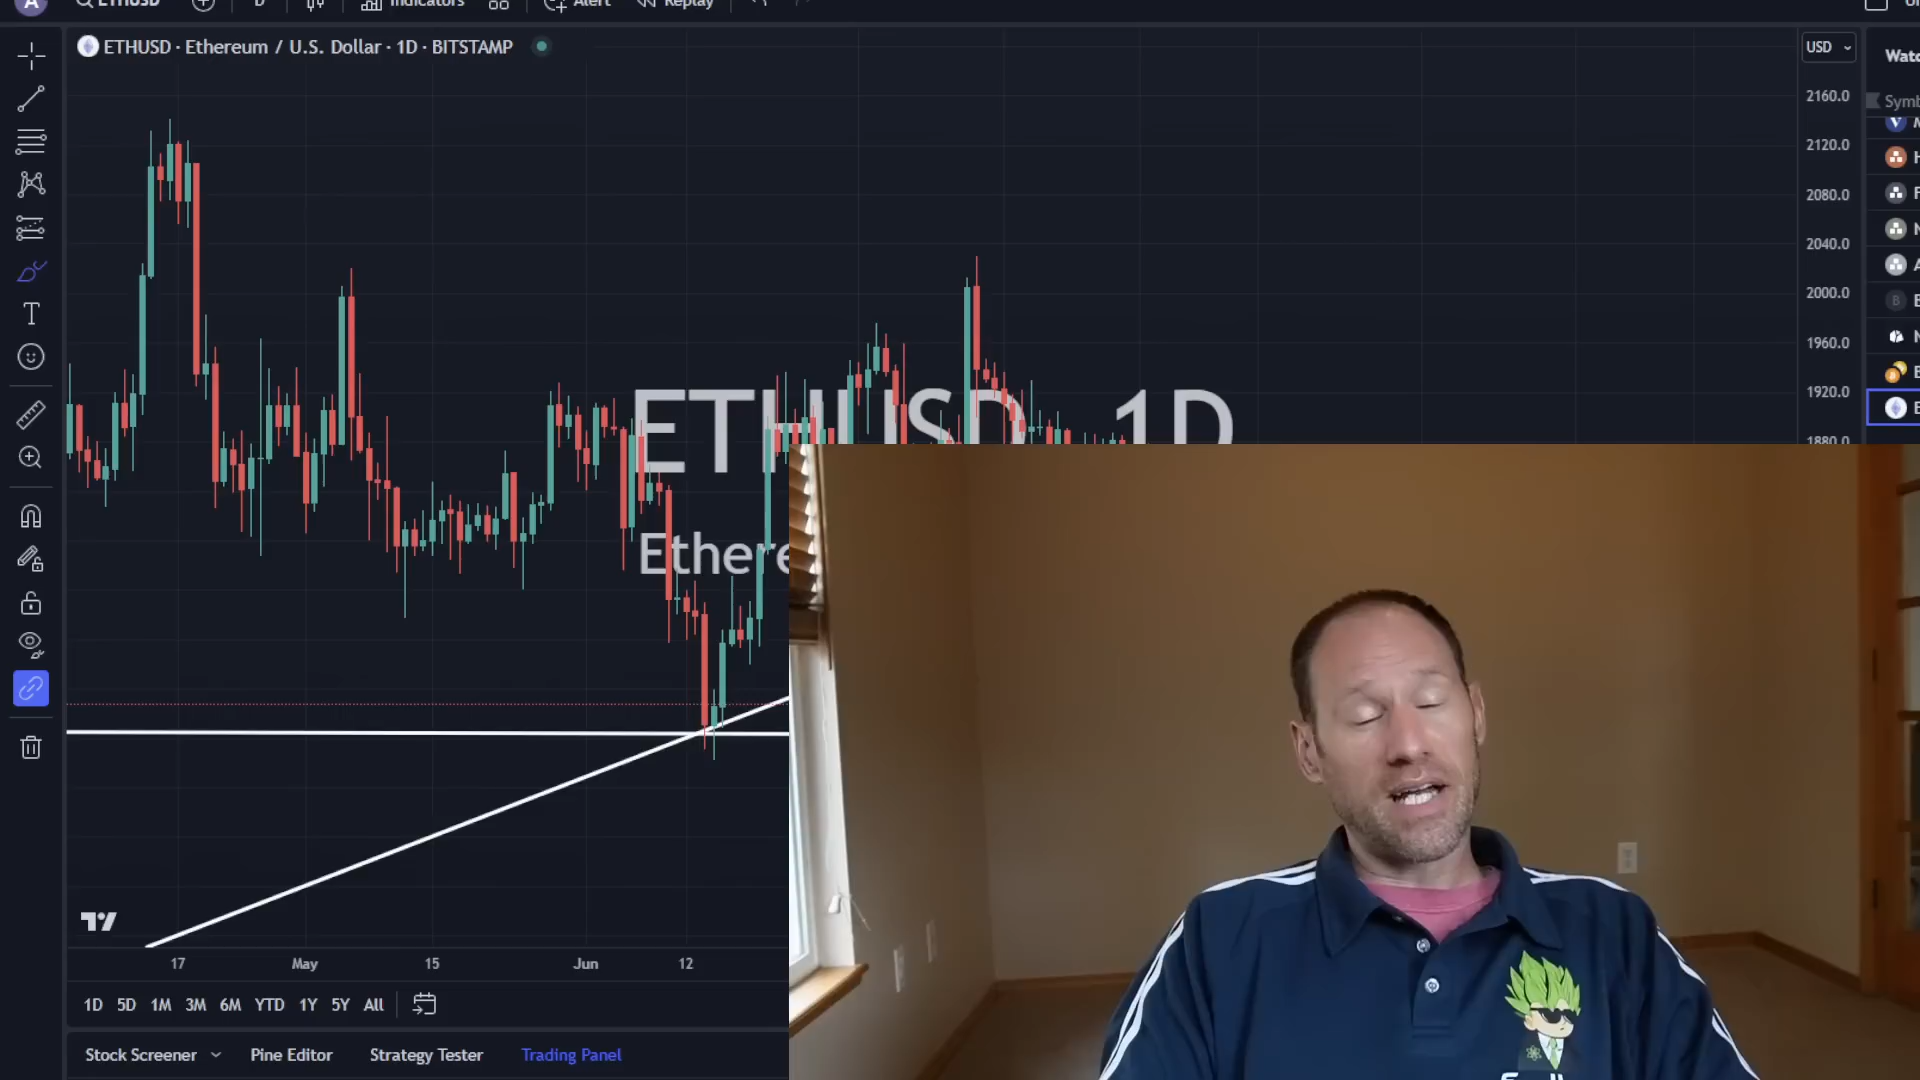 A
ETHUSD
D
Indicators
Alert
Replay
ETHUSD · Ethereum / U.S. Dollar · 1D · BITSTAMP
USD
Watc
Symb
2160.0
2120.0
2080.0
2040.0
2000.0
1960.0
1920.0
1880.0
ETHUSD, 1D
Ethere
17
May
15
Jun
12
1D 5D 1M 3M 6M YTD 1Y 5Y All
Stock Screener
Pine Editor
Strategy Tester
Trading Panel